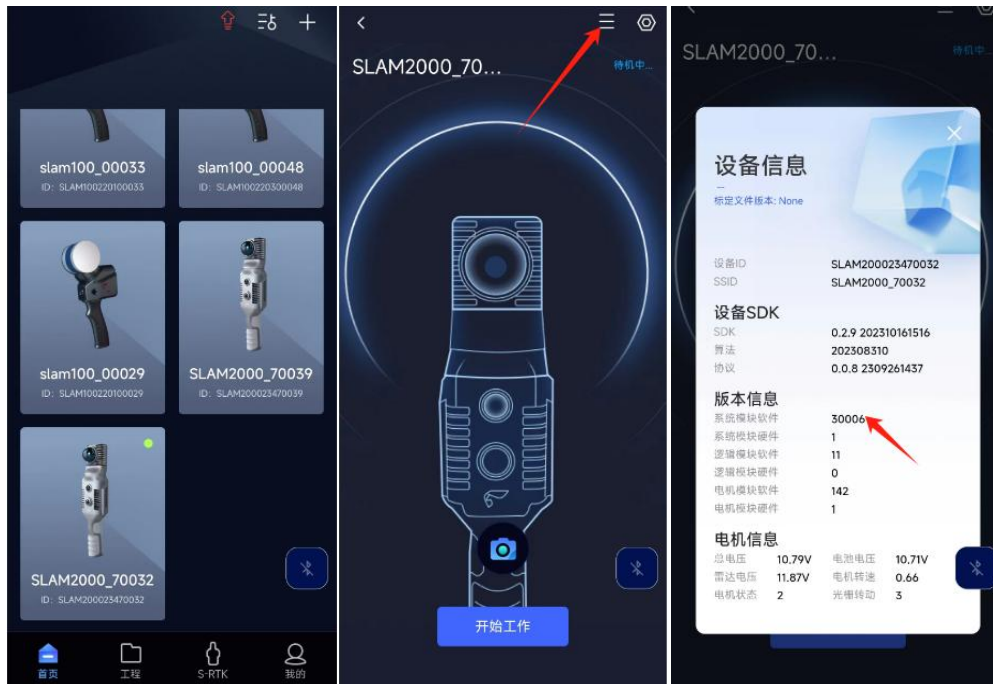 slam100_00033
ID: SLAM100220100033
slam100_00048
ID: SLAM100220300048
slam100_00029
ID: SLAM100220100029
SLAM2000_70039
ID: SLAM200023470039
SLAM2000_70032
ID: SLAM200023470032
首页
工程
S-RTK
我的
SLAM2000_70...
待机中...
开始工作
SLAM2000_70...
待机中...
设备信息
标定文件版本: None
设备ID SLAM200023470032
SSID SLAM2000_70032
设备SDK
SDK 0.2.9 202310161516
算法 202308310
协议 0.0.8 2309261437
版本信息
系统模块软件 30006
系统模块硬件 1
逻辑模块软件 11
逻辑模块硬件 0
电机模块软件 142
电机模块硬件 1
电机信息
总电压 10.79V 电池电压 10.71V
雷达电压 11.87V 电机转速 0.66
电机状态 2 光栅转动 3